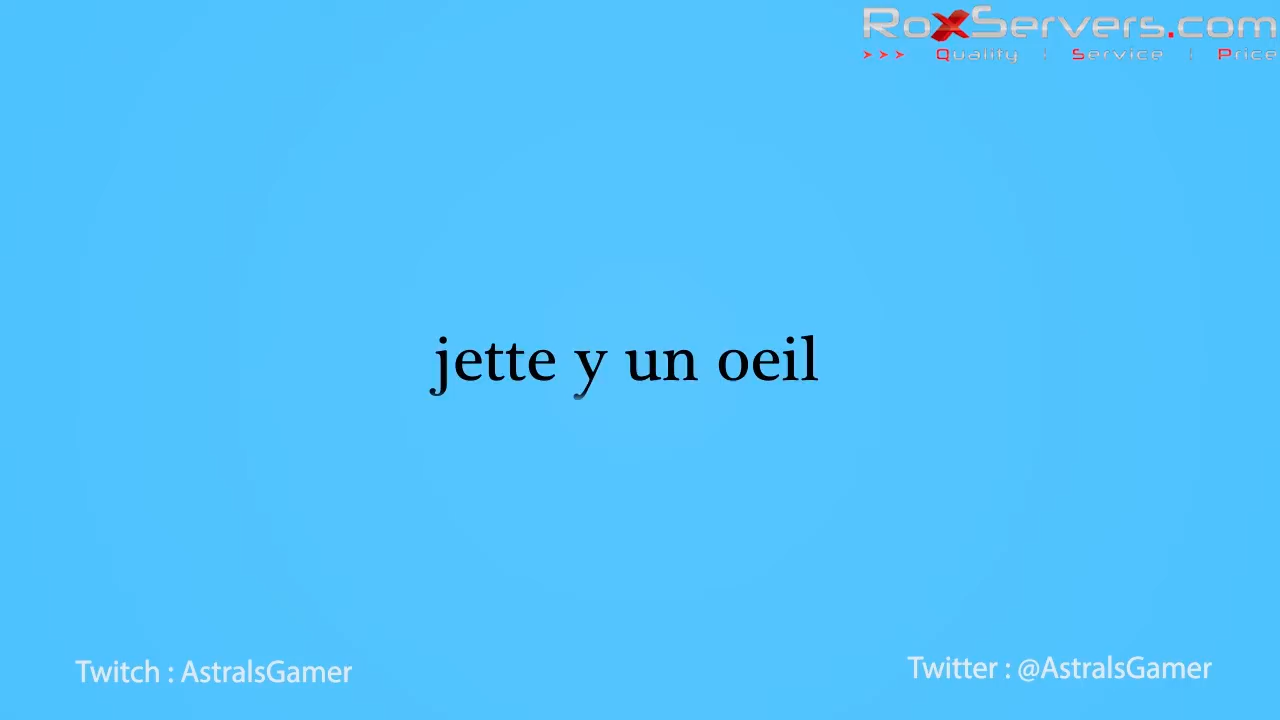 RoxServers.com
>>> Quality | Service | Price
jette y un oeil
Twitch : AstralsGamer
Twitter : @AstralsGamer